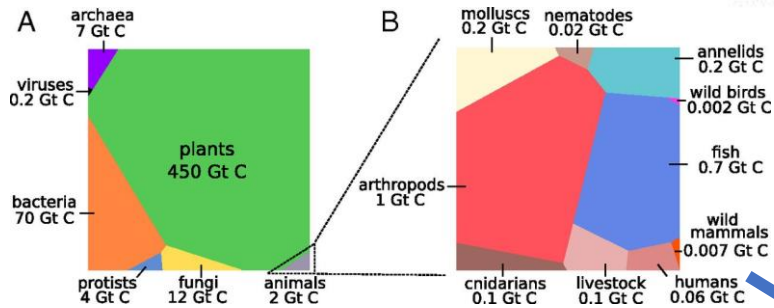 A
archaea
7 Gt C
viruses
0.2 Gt C
plants
450 Gt C
bacteria
70 Gt C
protists
4 Gt C
fungi
12 Gt C
animals
2 Gt C
B
molluscs
0.2 Gt C
nematodes
0.02 Gt C
annelids
0.2 Gt C
wild birds
0.002 Gt C
fish
0.7 Gt C
arthropods
1 Gt C
wild
mammals
0.007 Gt C
cnidarians
0.1 Gt C
livestock
0.1 Gt C
humans
0.06 Gt C